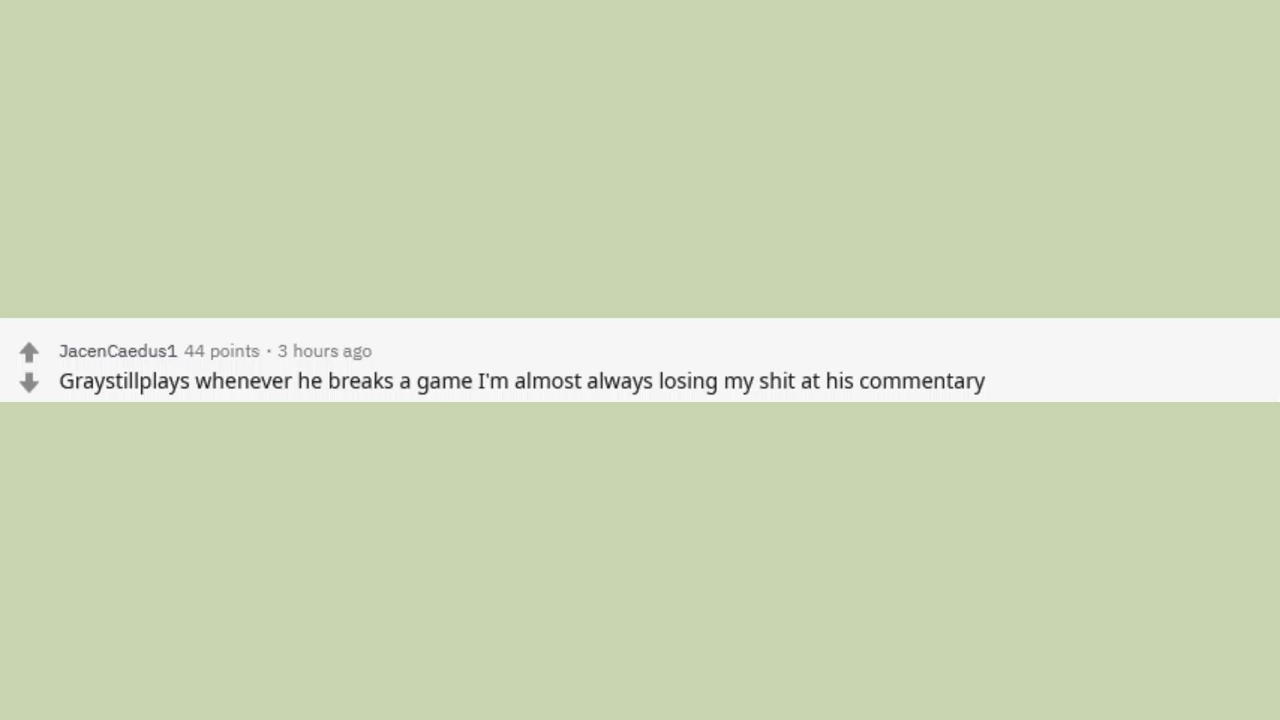 JacenCaedus1 44 points · 3 hours ago
Graystillplays whenever he breaks a game I'm almost always losing my shit at his commentary